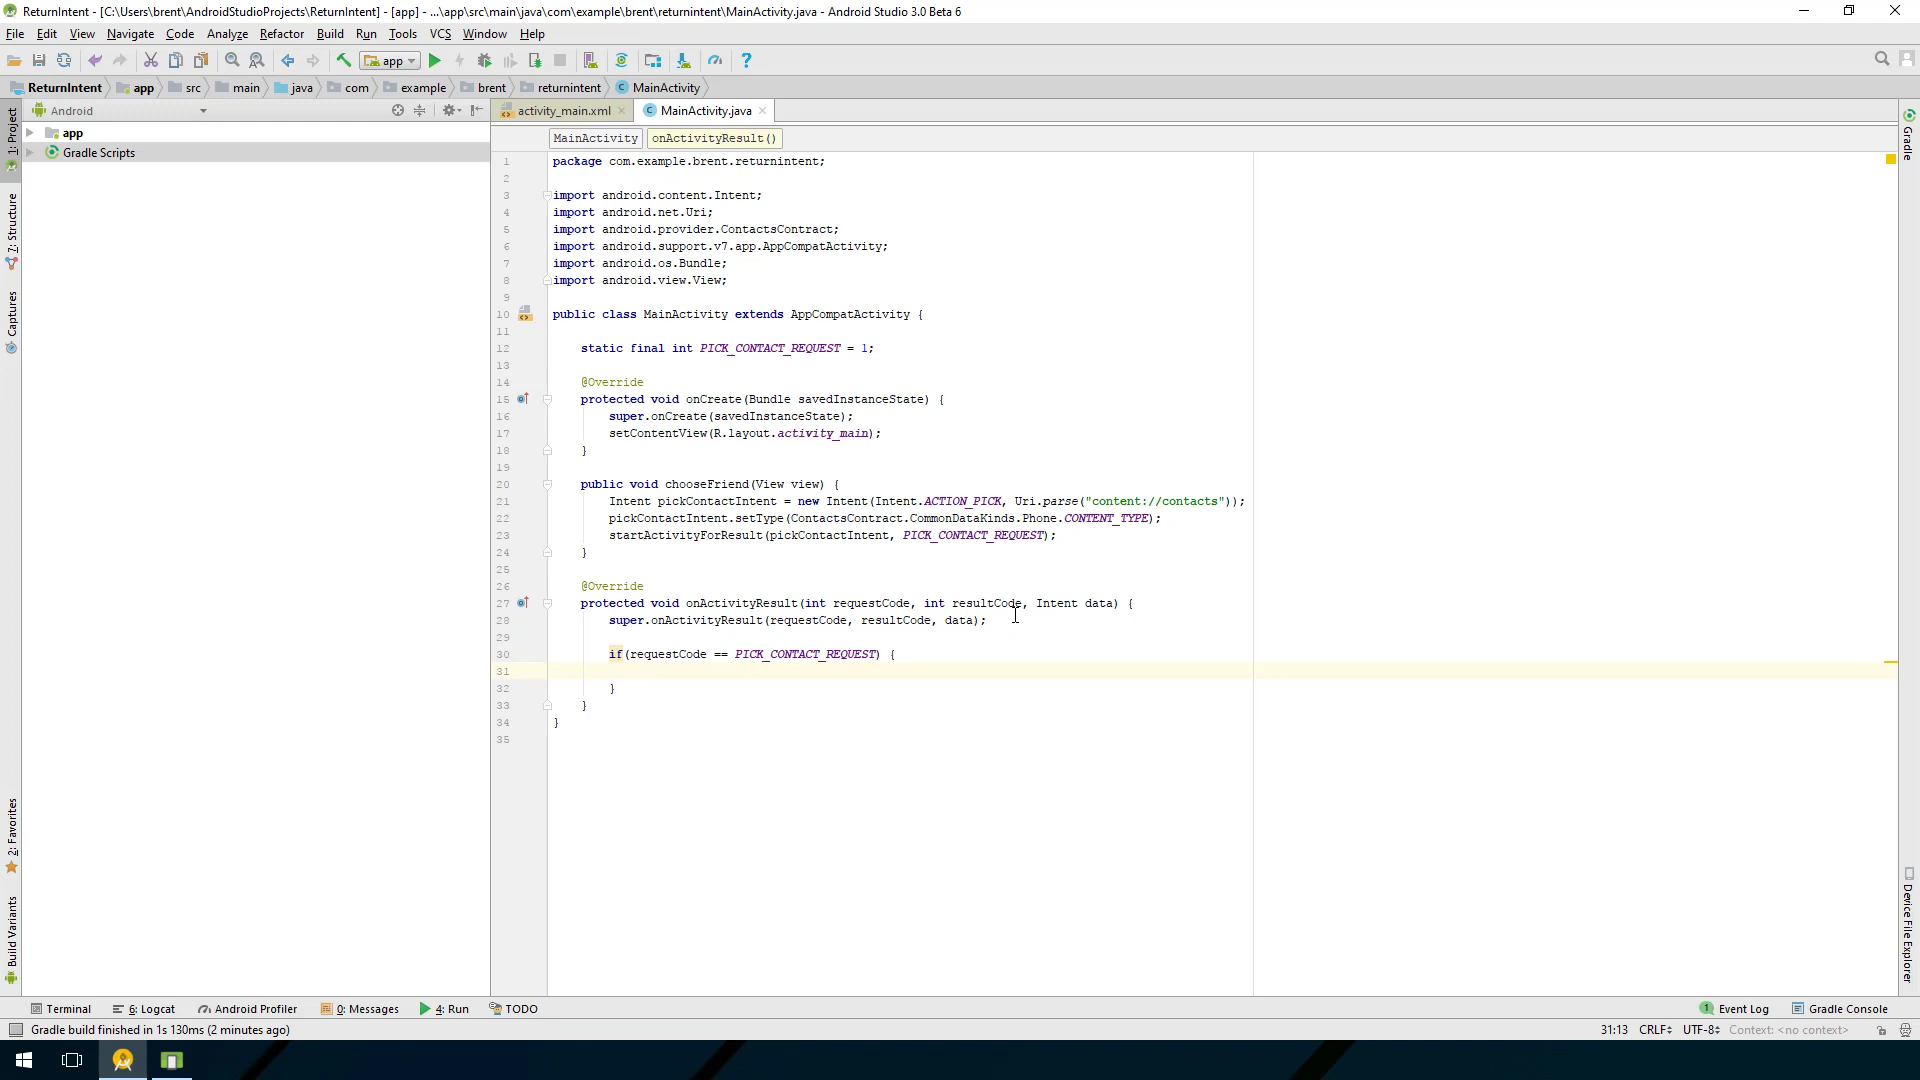 ReturnIntent - [C:\Users\brent\AndroidStudioProjects\ReturnIntent] - [app] - ...\app\src\main\java\com\example\brent\returnintent\MainActivity.java - Android Studio 3.0 Beta 6
File Edit View Navigate Code Analyze Refactor Build Run Tools VCS Window Help
app
ReturnIntent app src main java com example brent returnintent MainActivity
1: Project
7: Structure
Captures
2: Favorites
Build Variants
Android
app
Gradle Scripts
activity_main.xml MainActivity.java
MainActivity onActivityResult()
1 package com.example.brent.returnintent;
2
3 import android.content.Intent;
4 import android.net.Uri;
5 import android.provider.ContactsContract;
6 import android.support.v7.app.AppCompatActivity;
7 import android.os.Bundle;
8 import android.view.View;
9
10 public class MainActivity extends AppCompatActivity {
11
12 static final int PICK_CONTACT_REQUEST = 1;
13
14 @Override
15 protected void onCreate(Bundle savedInstanceState) {
16 super.onCreate(savedInstanceState);
17 setContentView(R.layout.activity_main);
18 }
19
20 public void chooseFriend(View view) {
21 Intent pickContactIntent = new Intent(Intent.ACTION_PICK, Uri.parse("content://contacts"));
22 pickContactIntent.setType(ContactsContract.CommonDataKinds.Phone.CONTENT_TYPE);
23 startActivityForResult(pickContactIntent, PICK_CONTACT_REQUEST);
24 }
25
26 @Override
27 protected void onActivityResult(int requestCode, int resultCode, Intent data) {
28 super.onActivityResult(requestCode, resultCode, data);
29
30 if(requestCode == PICK_CONTACT_REQUEST) {
31
32 }
33 }
34 }
35
Gradle
Device File Explorer
Terminal 6: Logcat Android Profiler 0: Messages 4: Run TODO 1 Event Log Gradle Console
Gradle build finished in 1s 130ms (2 minutes ago) 31:13 CRLF UTF-8 Context: <no context>